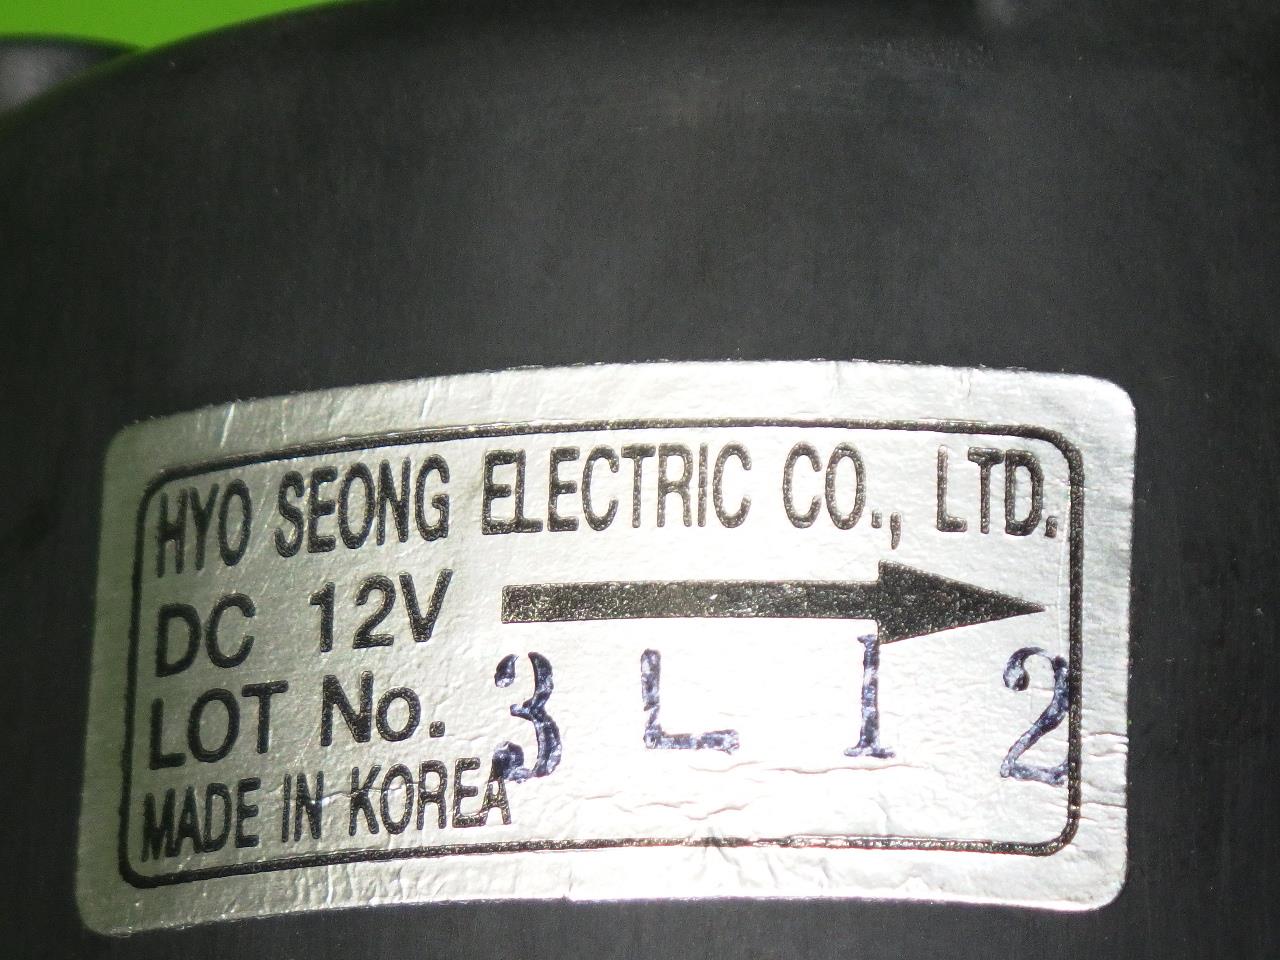 HYO SEONG ELECTRIC CO., LTD.
DC 12V
LOT No. 3 L 1 2
MADE IN KOREA